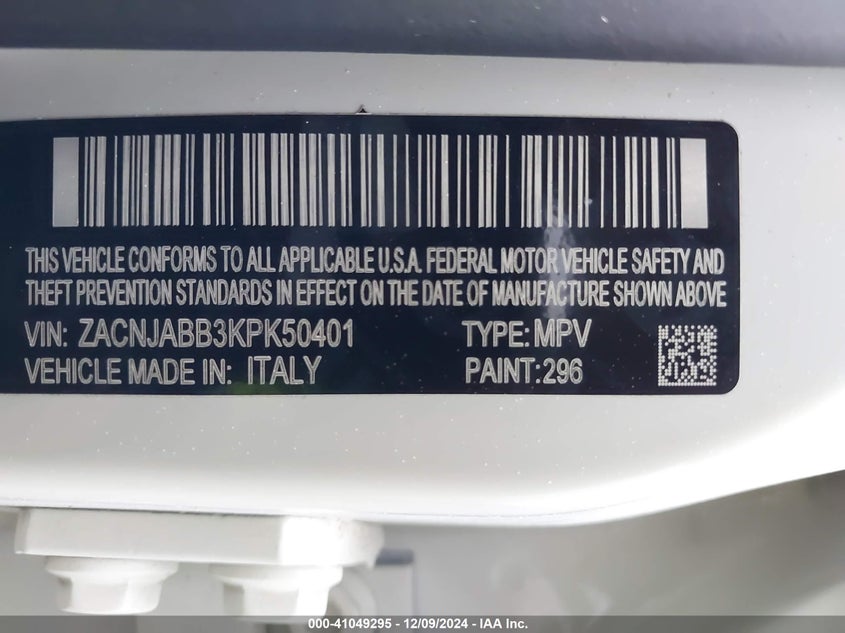 THIS VEHICLE CONFORMS TO ALL APPLICABLE U.S.A. FEDERAL MOTOR VEHICLE SAFETY AND
THEFT PREVENTION STANDARDS IN EFFECT ON THE DATE OF MANUFACTURE SHOWN ABOVE
VIN: ZACNJABB3KPK50401 TYPE: MPV
VEHICLE MADE IN: ITALY PAINT: 296
000-41049295 - 12/09/2024 - IAA Inc.